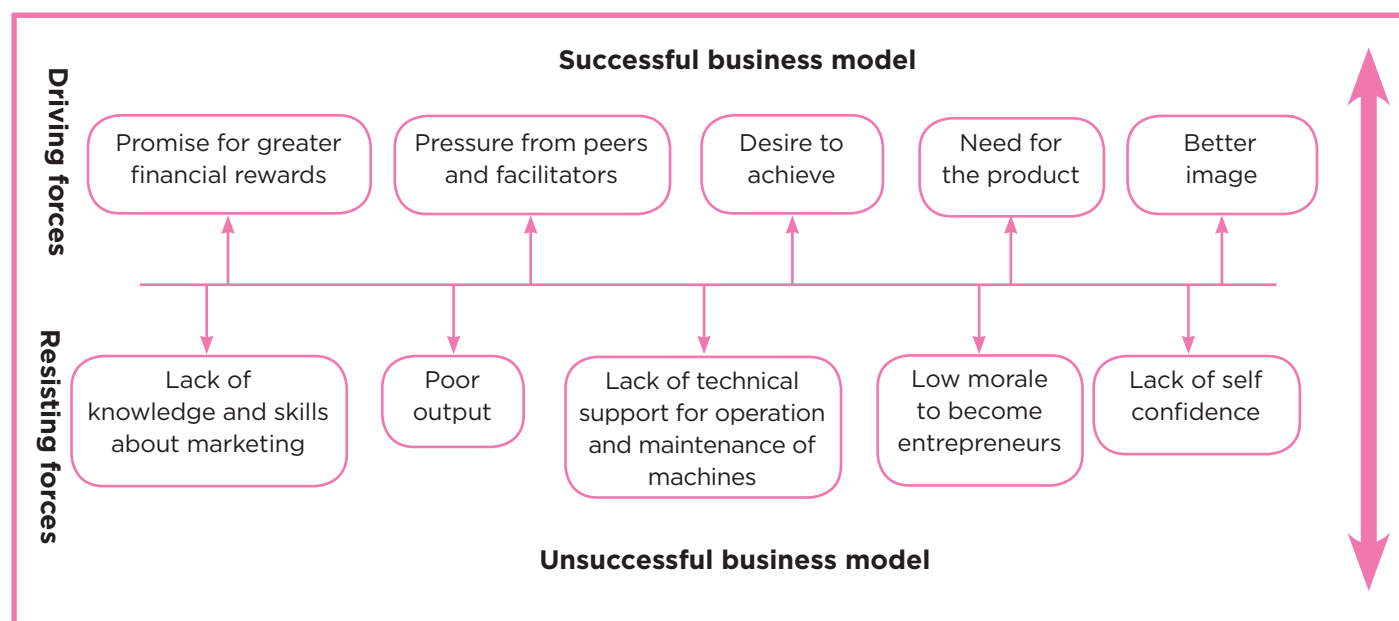 Successful business model
Driving forces
Promise for greater
financial rewards
Pressure from peers
and facilitators
Desire to
achieve
Need for
the product
Better
image
Resisting forces
Lack of
knowledge and skills
about marketing
Poor
output
Lack of technical
support for operation
and maintenance of
machines
Low morale
to become
entrepreneurs
Lack of self
confidence
Unsuccessful business model